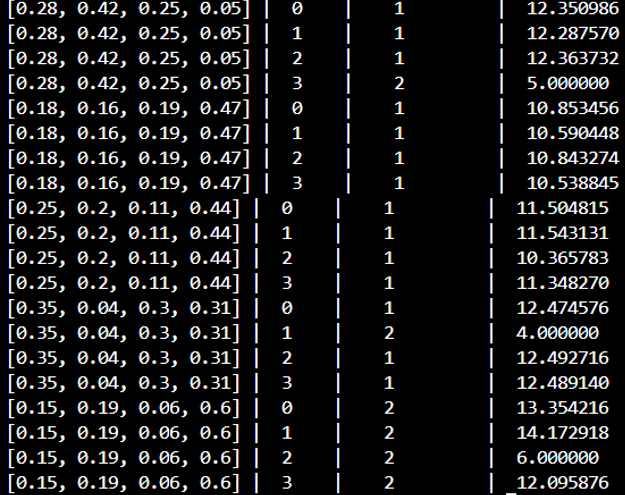 [0.28, 0.42, 0.25, 0.05] | 0 | 1 | 12.350986
[0.28, 0.42, 0.25, 0.05] | 1 | 1 | 12.287570
[0.28, 0.42, 0.25, 0.05] | 2 | 1 | 12.363732
[0.28, 0.42, 0.25, 0.05] | 3 | 2 | 5.000000
[0.18, 0.16, 0.19, 0.47] | 0 | 1 | 10.853456
[0.18, 0.16, 0.19, 0.47] | 1 | 1 | 10.590448
[0.18, 0.16, 0.19, 0.47] | 2 | 1 | 10.843274
[0.18, 0.16, 0.19, 0.47] | 3 | 1 | 10.538845
[0.25, 0.2, 0.11, 0.44] | 0 | 1 | 11.504815
[0.25, 0.2, 0.11, 0.44] | 1 | 1 | 11.543131
[0.25, 0.2, 0.11, 0.44] | 2 | 1 | 10.365783
[0.25, 0.2, 0.11, 0.44] | 3 | 1 | 11.348270
[0.35, 0.04, 0.3, 0.31] | 0 | 1 | 12.474576
[0.35, 0.04, 0.3, 0.31] | 1 | 2 | 4.000000
[0.35, 0.04, 0.3, 0.31] | 2 | 1 | 12.492716
[0.35, 0.04, 0.3, 0.31] | 3 | 1 | 12.489140
[0.15, 0.19, 0.06, 0.6] | 0 | 2 | 13.354216
[0.15, 0.19, 0.06, 0.6] | 1 | 2 | 14.172918
[0.15, 0.19, 0.06, 0.6] | 2 | 2 | 6.000000
[0.15, 0.19, 0.06, 0.6] | 3 | 2 | 12.095876